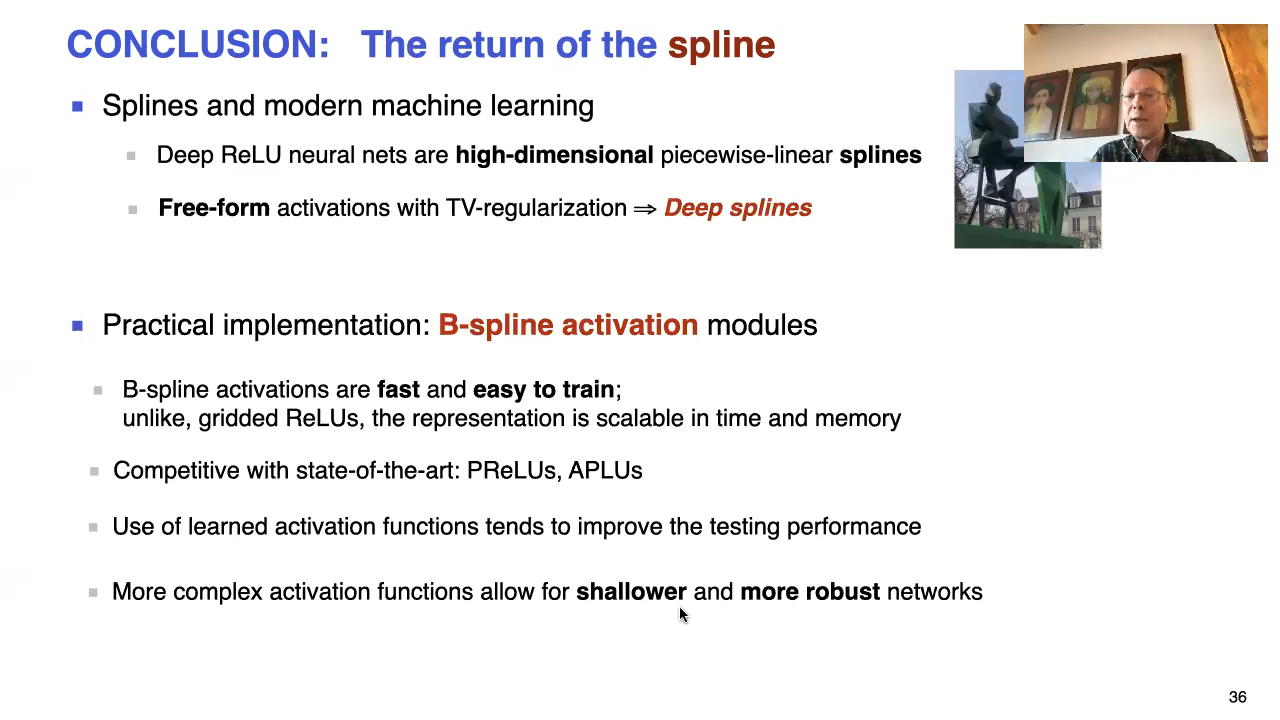 CONCLUSION: The return of the spline
Splines and modern machine learning
Deep ReLU neural nets are high-dimensional piecewise-linear splines
Free-form activations with TV-regularization ⇒ Deep splines
Practical implementation: B-spline activation modules
B-spline activations are fast and easy to train;
unlike, gridded ReLUs, the representation is scalable in time and memory
Competitive with state-of-the-art: PReLUs, APLUs
Use of learned activation functions tends to improve the testing performance
More complex activation functions allow for shallower and more robust networks
36